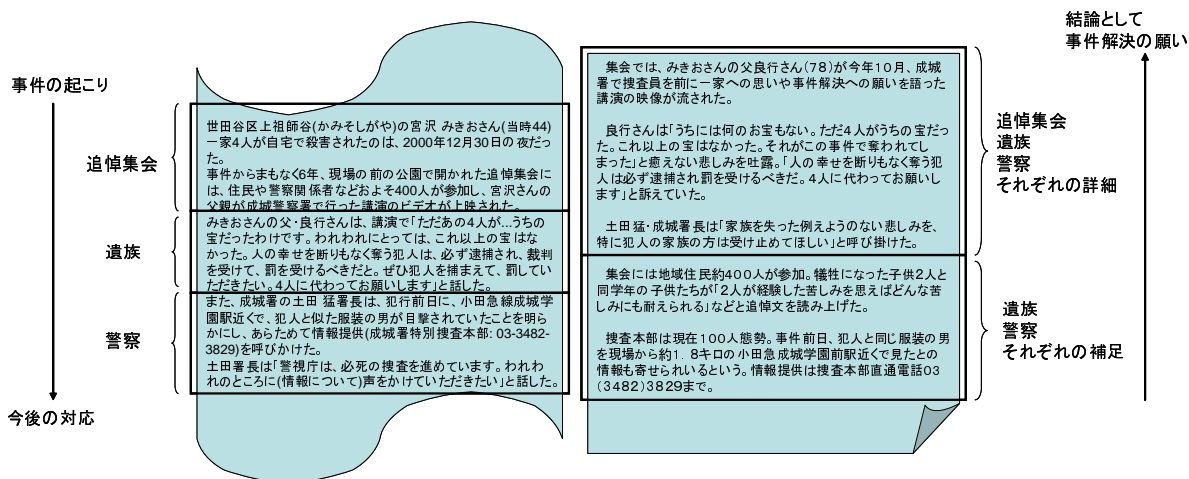 事件の起こり
追悼集会
遺族
警察
今後の対応
世田谷区上祖師谷(かみそしがや)の宮沢 みきおさん(当時44)
一家4人が自宅で殺害されたのは、2000年12月30日の夜だっ
た。
事件からまもなく6年、現場の前の公園で開かれた追悼集会に
は、住民や警察関係者などおよそ400人が参加し、宮沢さんの
父親が成城警察署で行った講演のビデオが上映された。
みきおさんの父・良行さんは、講演で「ただあの4人が...うちの
宝だったわけです。われわれにとっては、これ以上の宝はな
かった。人の幸せを断りもなく奪う犯人は、必ず逮捕され、裁判
を受けて、罰を受けるべきだと。ぜひ犯人を捕まえて、罰してい
ただきたい。4人に代わってお願いします」と話した。
また、成城署の土田 猛署長は、犯行前日に、小田急線成城学
園駅近くで、犯人と似た服装の男が目撃されていたことを明ら
かにし、あらためて情報提供(成城署特別捜査本部: 03-3482-
3829)を呼びかけた。
土田署長は「警視庁は、必死の捜査を進めています。われわ
れのところに(情報について)声をかけていただきたい」と話した。
集会では、みきおさんの父良行さん(78)が今年10月、成城
署で捜査員を前に一家への思いや事件解決への願いを語った
講演の映像が流された。
良行さんは「うちには何のお宝もない。ただ4人がうちの宝だっ
た。これ以上の宝はなかった。それがこの事件で奪われてし
まった」と癒えない悲しみを吐露。「人の幸せを断りもなく奪う犯
人は必ず逮捕され罰を受けるべきだ。4人に代わってお願いし
ます」と訴えていた。
土田猛・成城署長は「家族を失った例えようのない悲しみを、
特に犯人の家族の方は受け止めてほしい」と呼び掛けた。
集会には地域住民約400人が参加。犠牲になった子供2人と
同学年の子供たちが「2人が経験した苦しみを思えばどんな苦
しみにも耐えられる」などと追悼文を読み上げた。
捜査本部は現在100人態勢。事件前日、犯人と同じ服装の男
を現場から約1.8キロの小田急成城学園前駅近くで見たとの
情報も寄せられいるという。情報提供は捜査本部直通電話03
(3482)3829まで。
結論として
事件解決の願い
追悼集会
遺族
警察
それぞれの詳細
遺族
警察
それぞれの補足